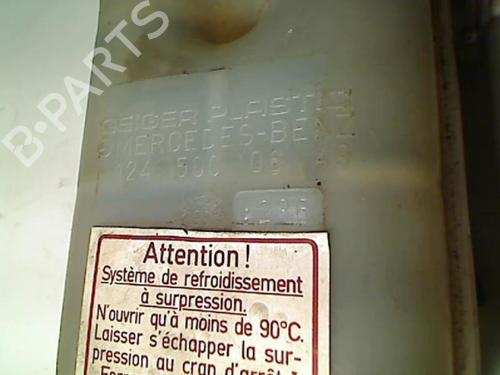 B-PARTS
GEIGER PLASTIC
MERCEDES-BENZ
124 500 06 49
Attention !
Système de refroidissement
à surpression.
N'ouvrir qu'à moins de 90°C.
Laisser s'échapper la sur-
pression au cran d'arrêt 1